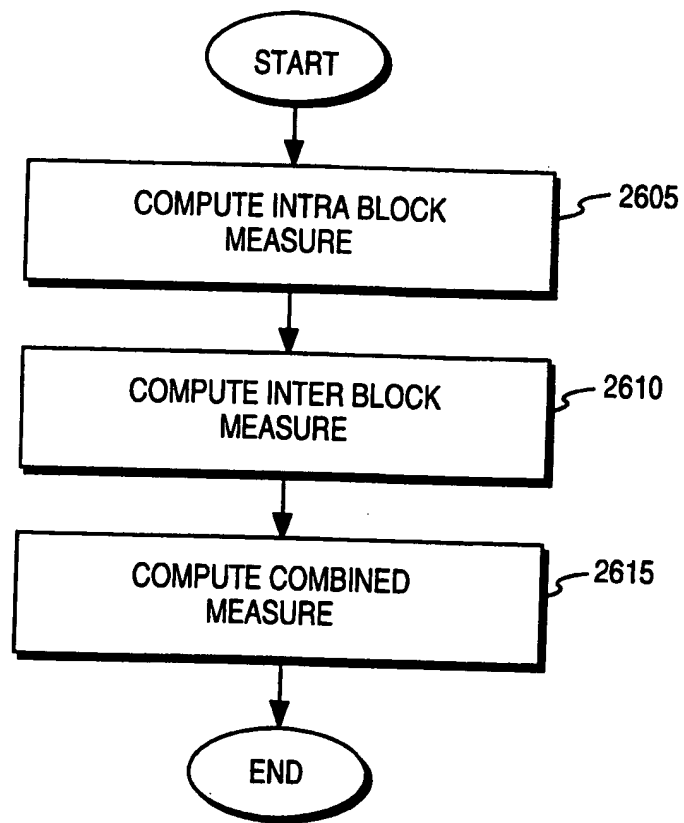 START
COMPUTE INTRA BLOCK
MEASURE
2605
COMPUTE INTER BLOCK
MEASURE
2610
COMPUTE COMBINED
MEASURE
2615
END